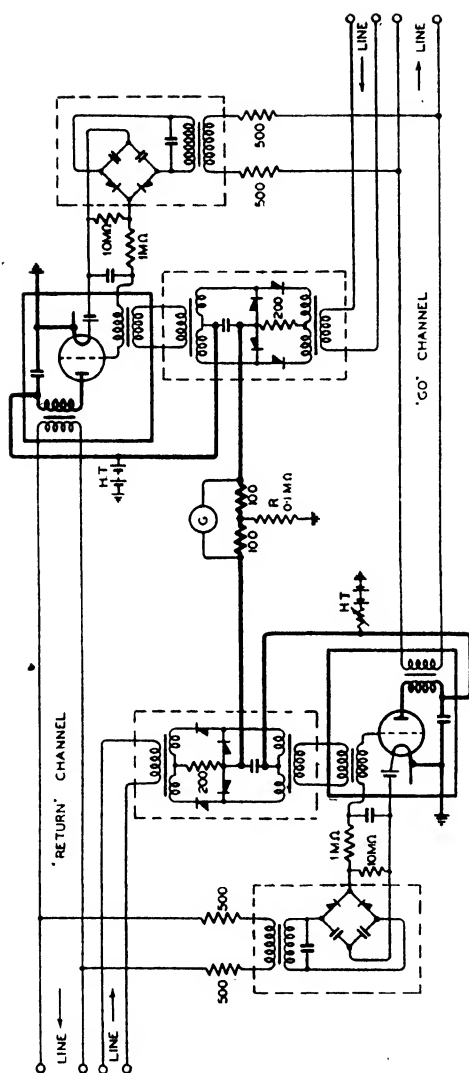 LINE
LINE
"RETURN" CHANNEL
500
500
10MΩ
1MΩ
H.T
200
G
100
100
R
0·1MΩ
500
500
1MΩ
10MΩ
200
H.T
"GO" CHANNEL
LINE
LINE